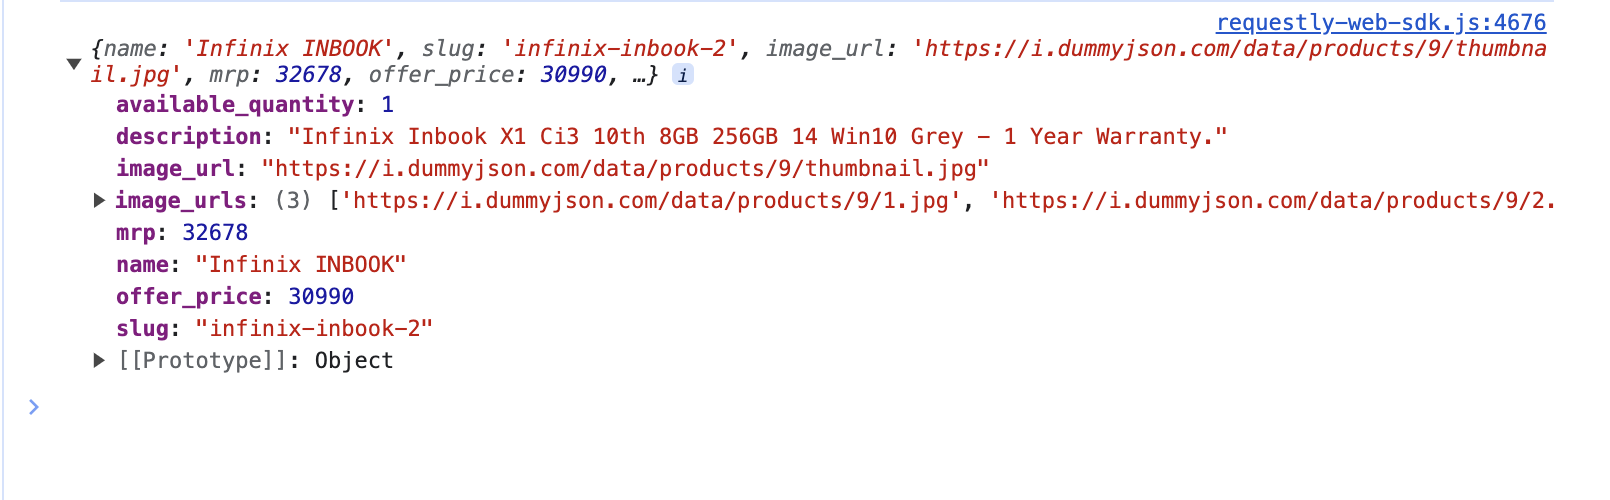 requestly-web-sdk.js:4676
{name: 'Infinix INBOOK', slug: 'infinix-inbook-2', image_url: 'https://i.dummyjson.com/data/products/9/thumbna
il.jpg', mrp: 32678, offer_price: 30990, …} i
available_quantity: 1
description: "Infinix Inbook X1 Ci3 10th 8GB 256GB 14 Win10 Grey – 1 Year Warranty."
image_url: "https://i.dummyjson.com/data/products/9/thumbnail.jpg"
image_urls: (3) ['https://i.dummyjson.com/data/products/9/1.jpg', 'https://i.dummyjson.com/data/products/9/2.
mrp: 32678
name: "Infinix INBOOK"
offer_price: 30990
slug: "infinix-inbook-2"
[[Prototype]]: Object